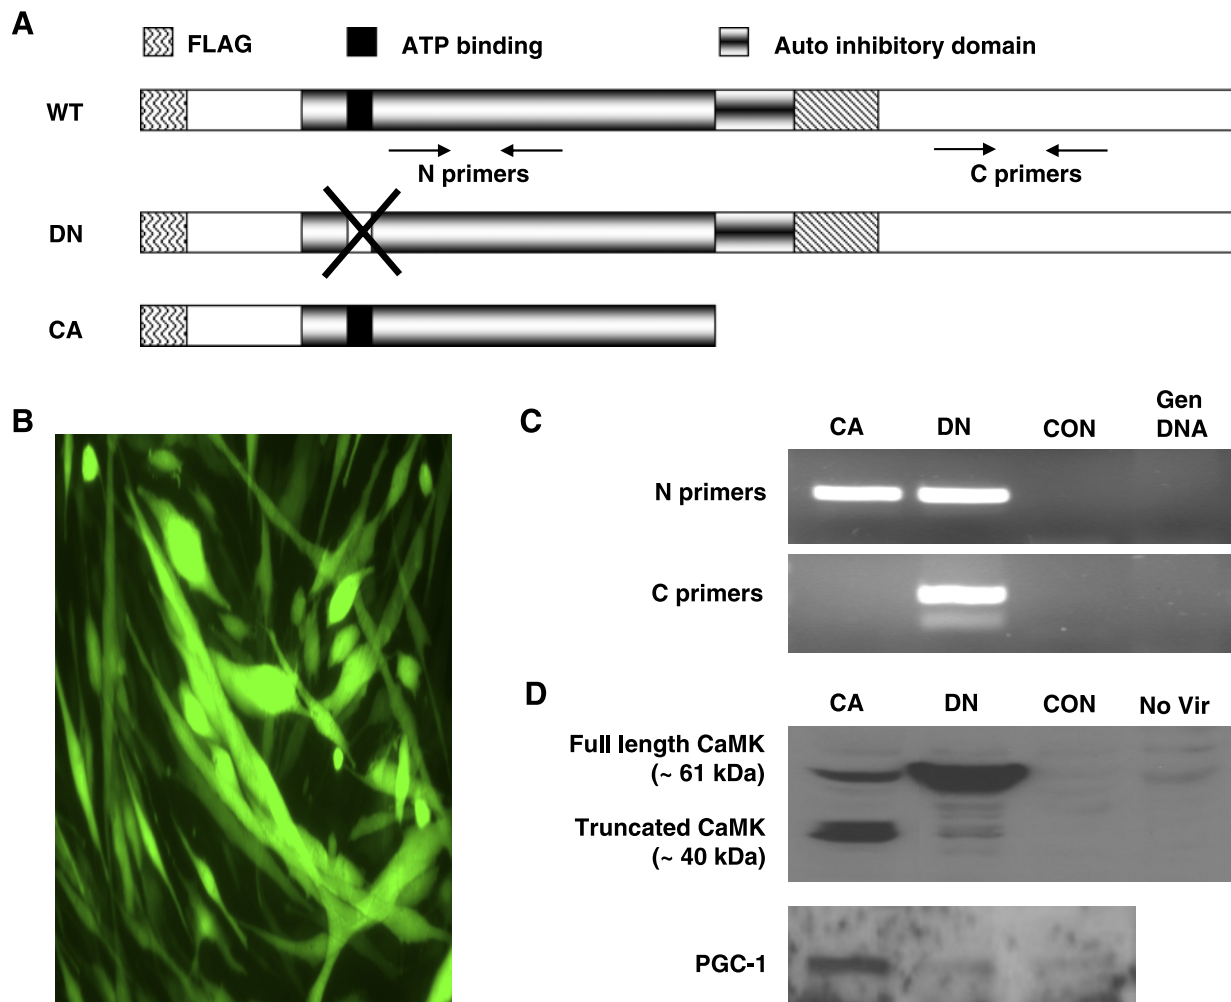 A
FLAG
ATP binding
Auto inhibitory domain
WT
N primers
C primers
DN
CA
B
C
CA
DN
CON
Gen
DNA
N primers
C primers
D
CA
DN
CON
No Vir
Full length CaMK
(~ 61 kDa)
Truncated CaMK
(~ 40 kDa)
PGC-1